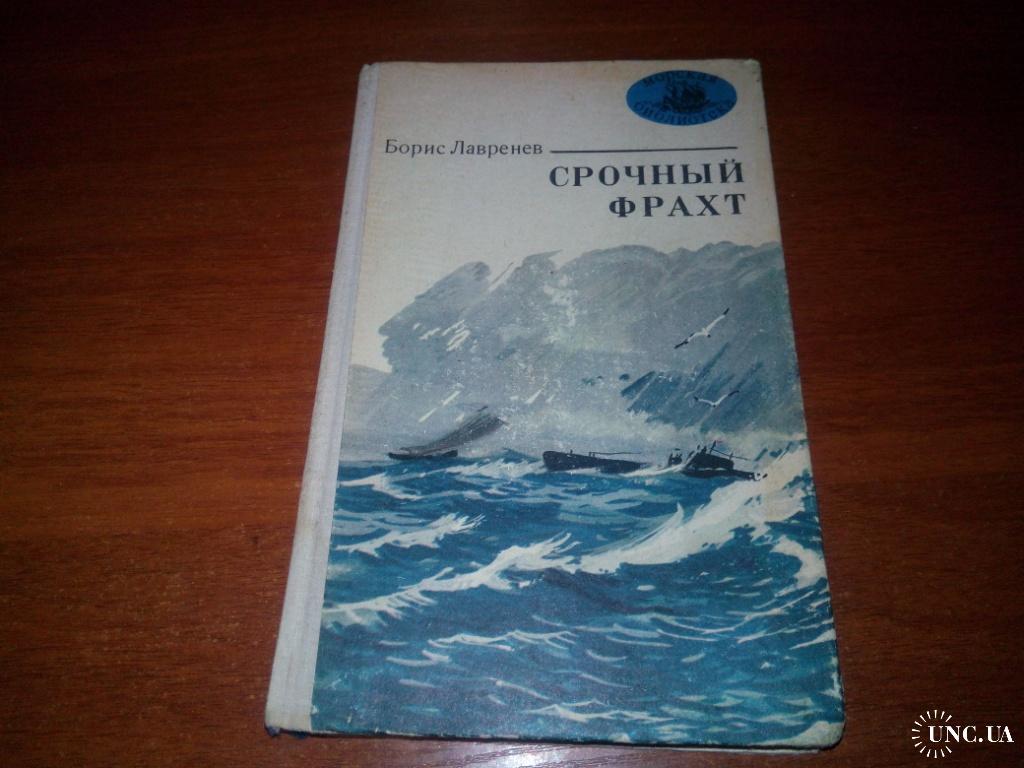 МОРСКАЯ
БИБЛИОТЕКА
Борис Лавренев
СРОЧНЫЙ
ФРАХТ
UNC.UA